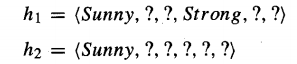 h₁ = ⟨Sunny, ?, ?, Strong, ?, ?⟩
h₂ = ⟨Sunny, ?, ?, ?, ?, ?⟩